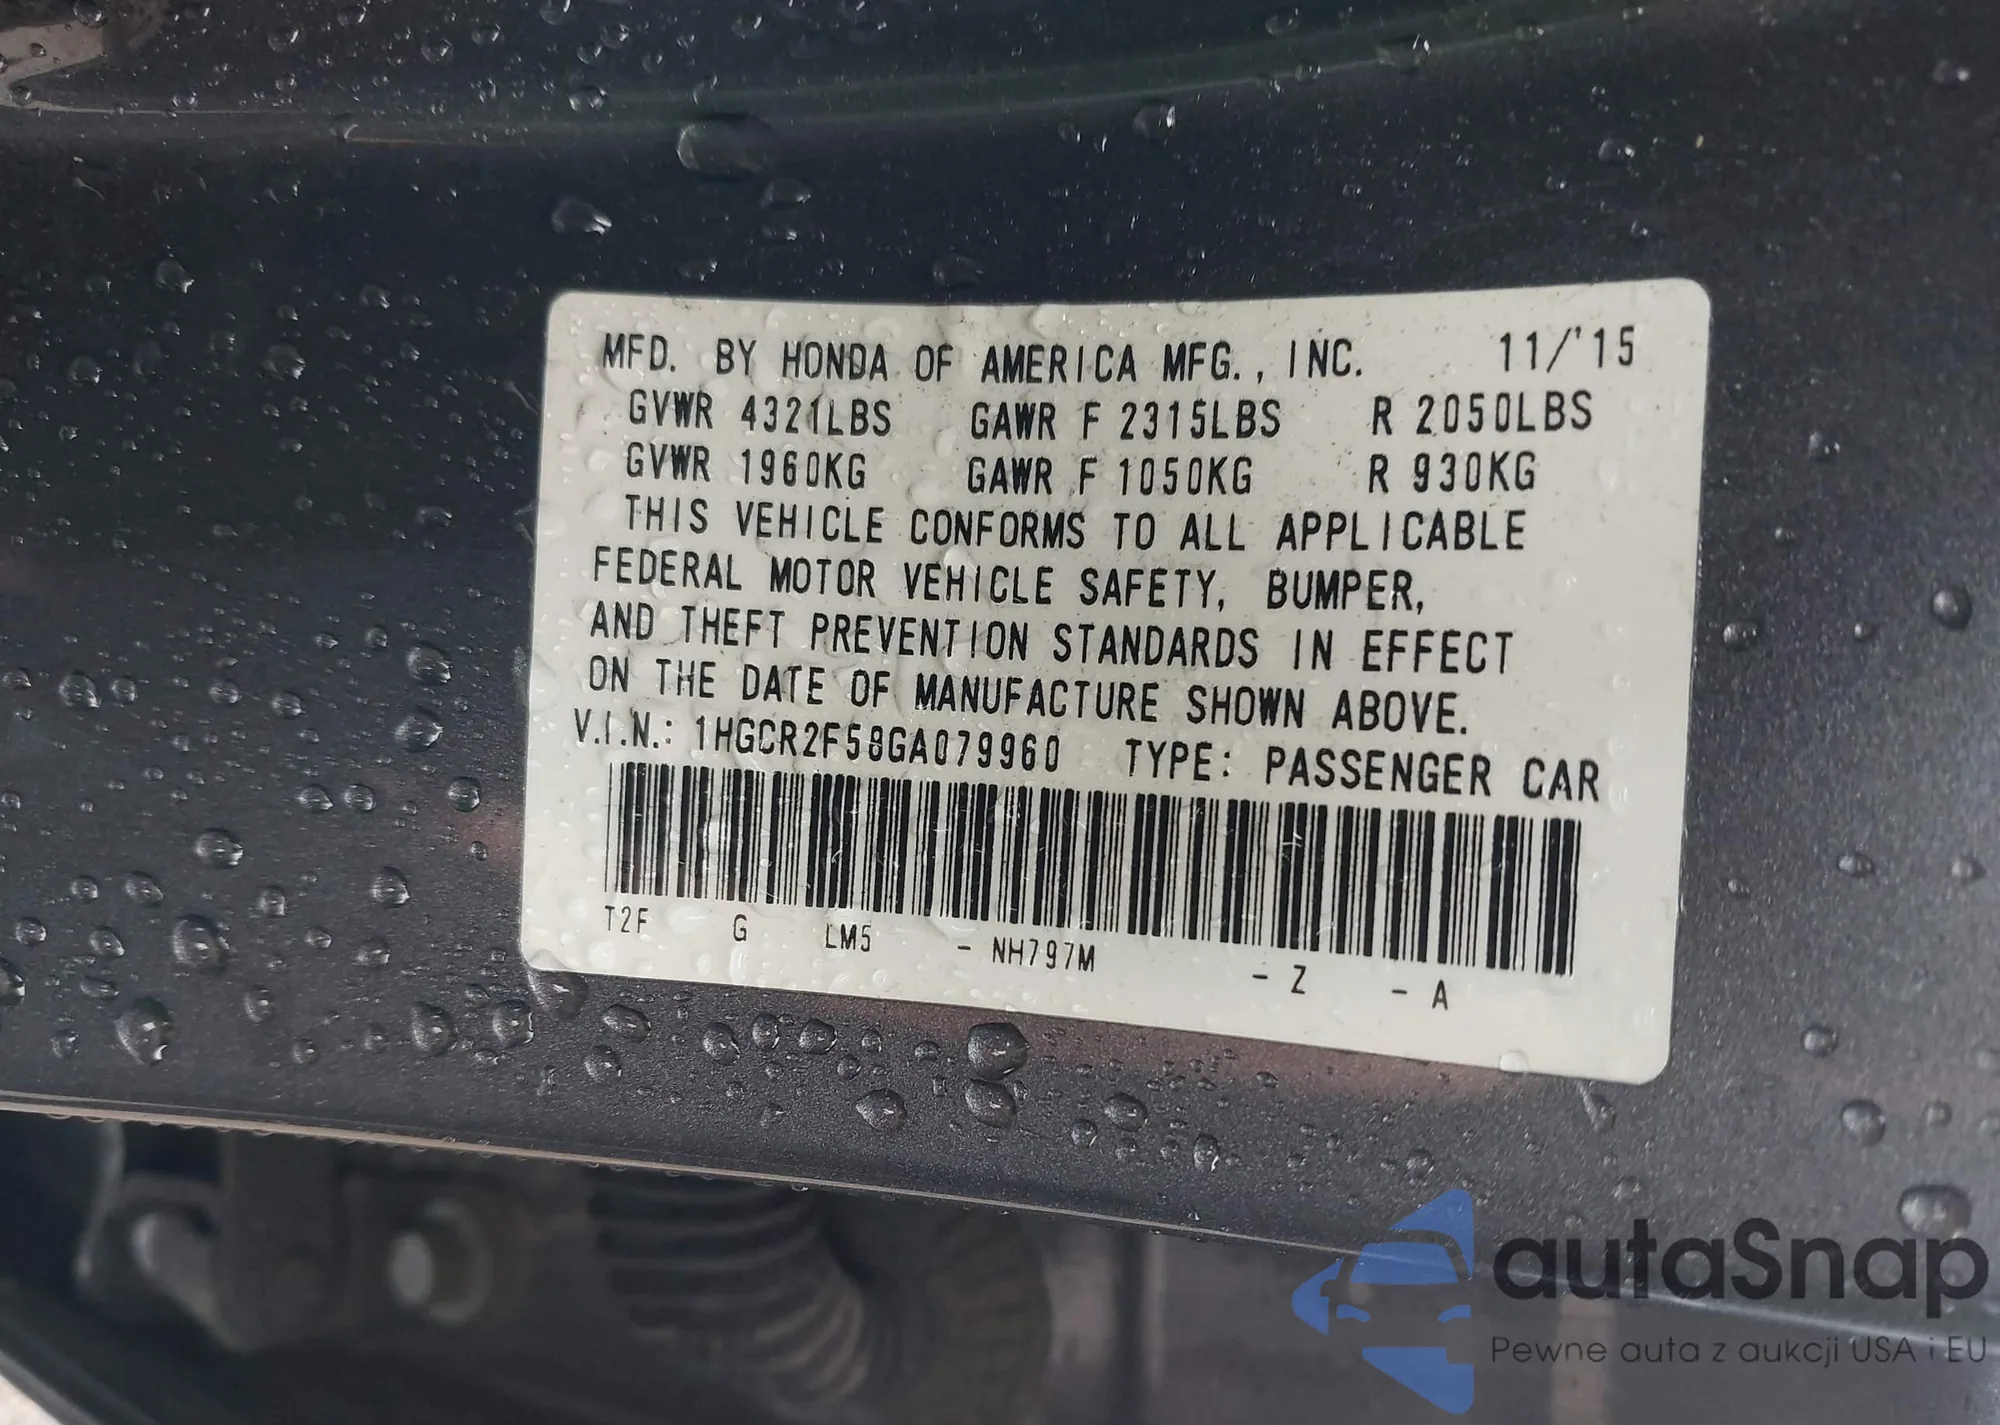 MFD. BY HONDA OF AMERICA MFG., INC. 11/'15
GVWR 4321LBS GAWR F 2315LBS R 2050LBS
GVWR 1960KG GAWR F 1050KG R 930KG
THIS VEHICLE CONFORMS TO ALL APPLICABLE
FEDERAL MOTOR VEHICLE SAFETY, BUMPER,
AND THEFT PREVENTION STANDARDS IN EFFECT
ON THE DATE OF MANUFACTURE SHOWN ABOVE.
V.I.N.: 1HGCR2F58GA079960 TYPE: PASSENGER CAR
T2F G LM5 - NH797M - Z - A
autaSnap
Pewne auta z aukcji USA i EU